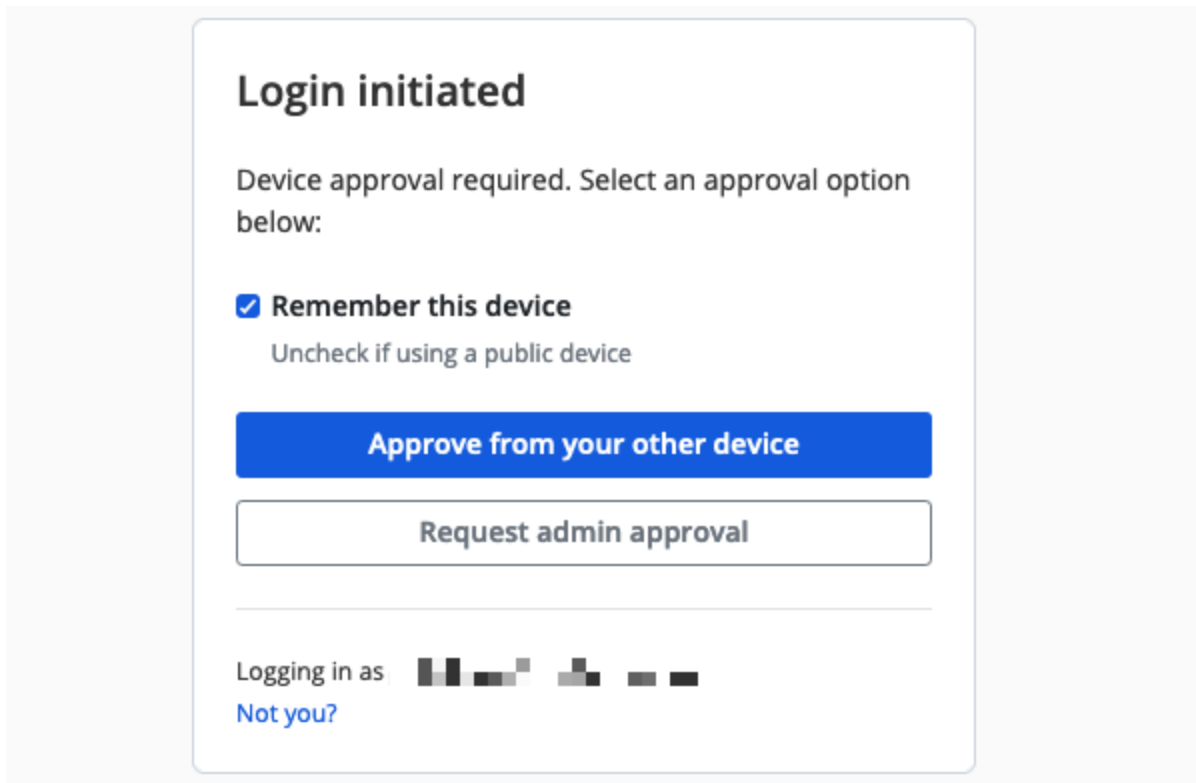 Login initiated
Device approval required. Select an approval option
below:
Remember this device
Uncheck if using a public device
Approve from your other device
Request admin approval
Logging in as
Not you?